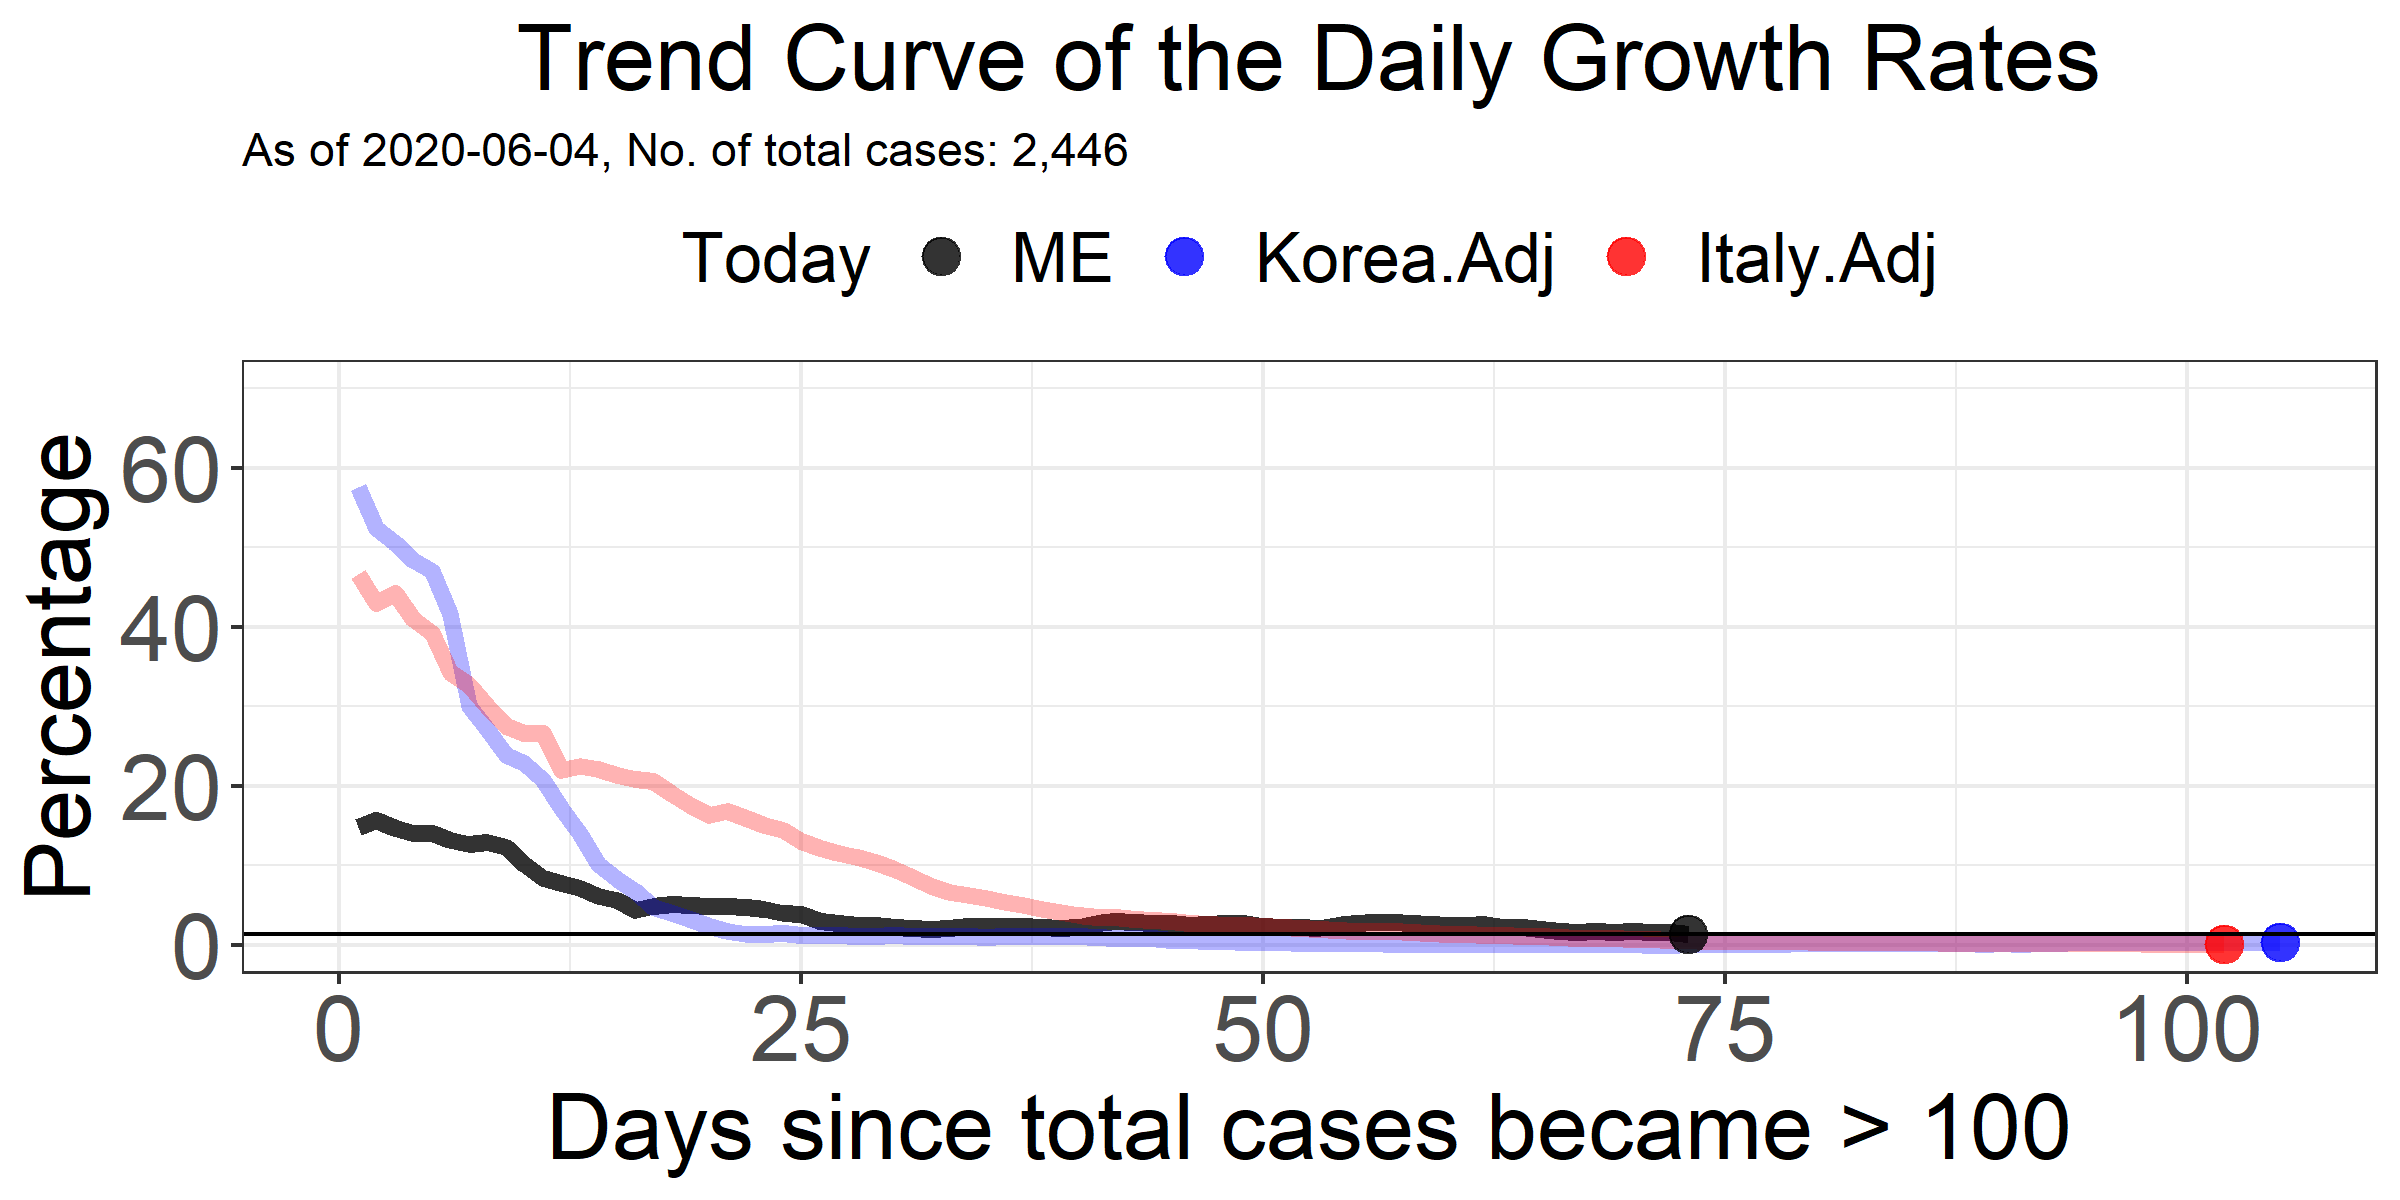 Trend Curve of the Daily Growth Rates
As of 2020-06-04, No. of total cases: 2,446
Today ME Korea.Adj Italy.Adj
Percentage
60
40
20
0
0 25 50 75 100
Days since total cases became > 100